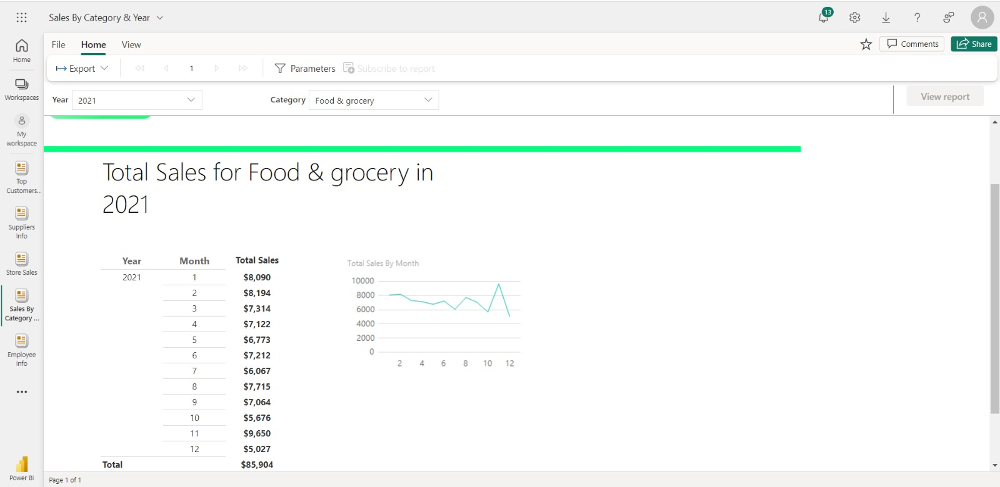 Sales By Category & Year
13
File Home View
Comments
Share
Export
1
Parameters
Subscribe to report
Year 2021
Category Food & grocery
View report
Home
Workspaces
My
workspace
Top
Customers...
Suppliers
Info
Store Sales
Sales By
Category ...
Employee
Info
Power BI
Total Sales for Food & grocery in
2021
Year Month Total Sales
2021 1 $8,090
2 $8,194
3 $7,314
4 $7,122
5 $6,773
6 $7,212
7 $6,067
8 $7,715
9 $7,064
10 $5,676
11 $9,650
12 $5,027
Total $85,904
Total Sales By Month
10000
8000
6000
4000
2000
0
2 4 6 8 10 12
Page 1 of 1